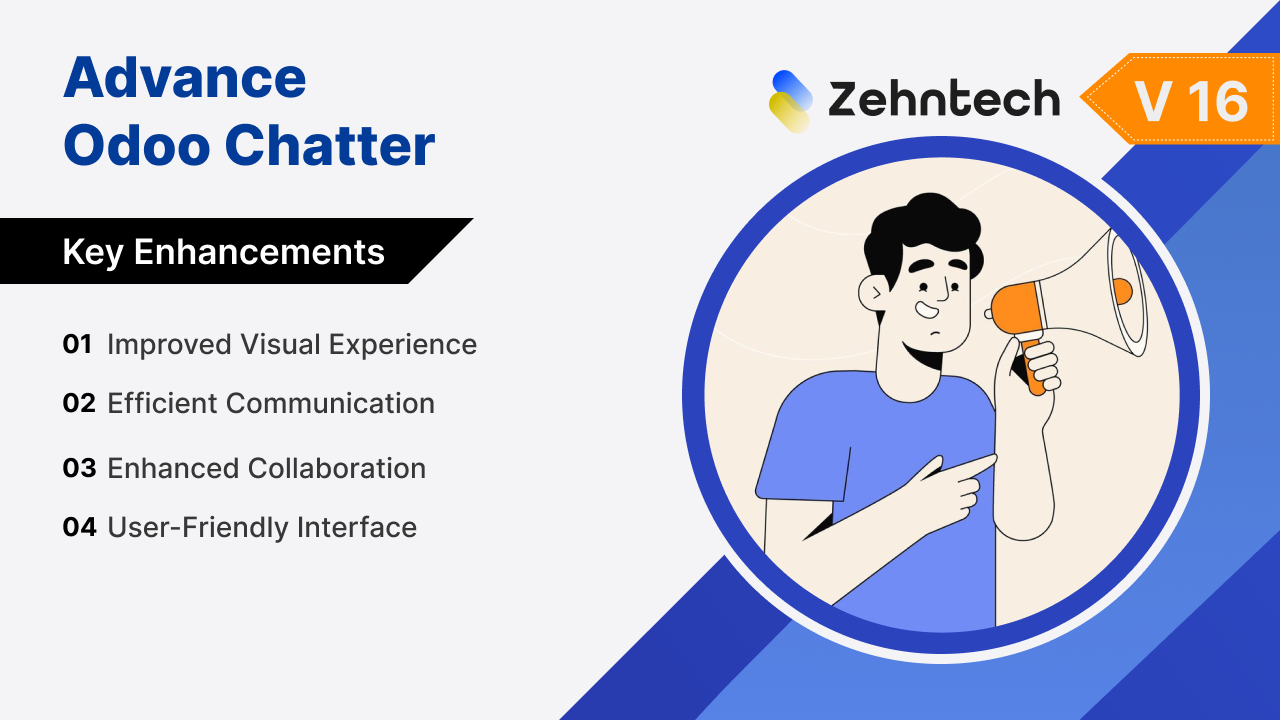 Advance
Odoo Chatter
Zehntech
V 16
Key Enhancements
01 Improved Visual Experience
02 Efficient Communication
03 Enhanced Collaboration
04 User-Friendly Interface